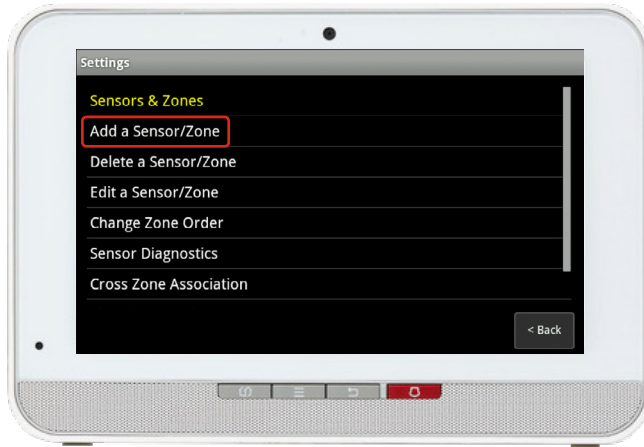 Settings
Sensors & Zones
Add a Sensor/Zone
Delete a Sensor/Zone
Edit a Sensor/Zone
Change Zone Order
Sensor Diagnostics
Cross Zone Association
< Back